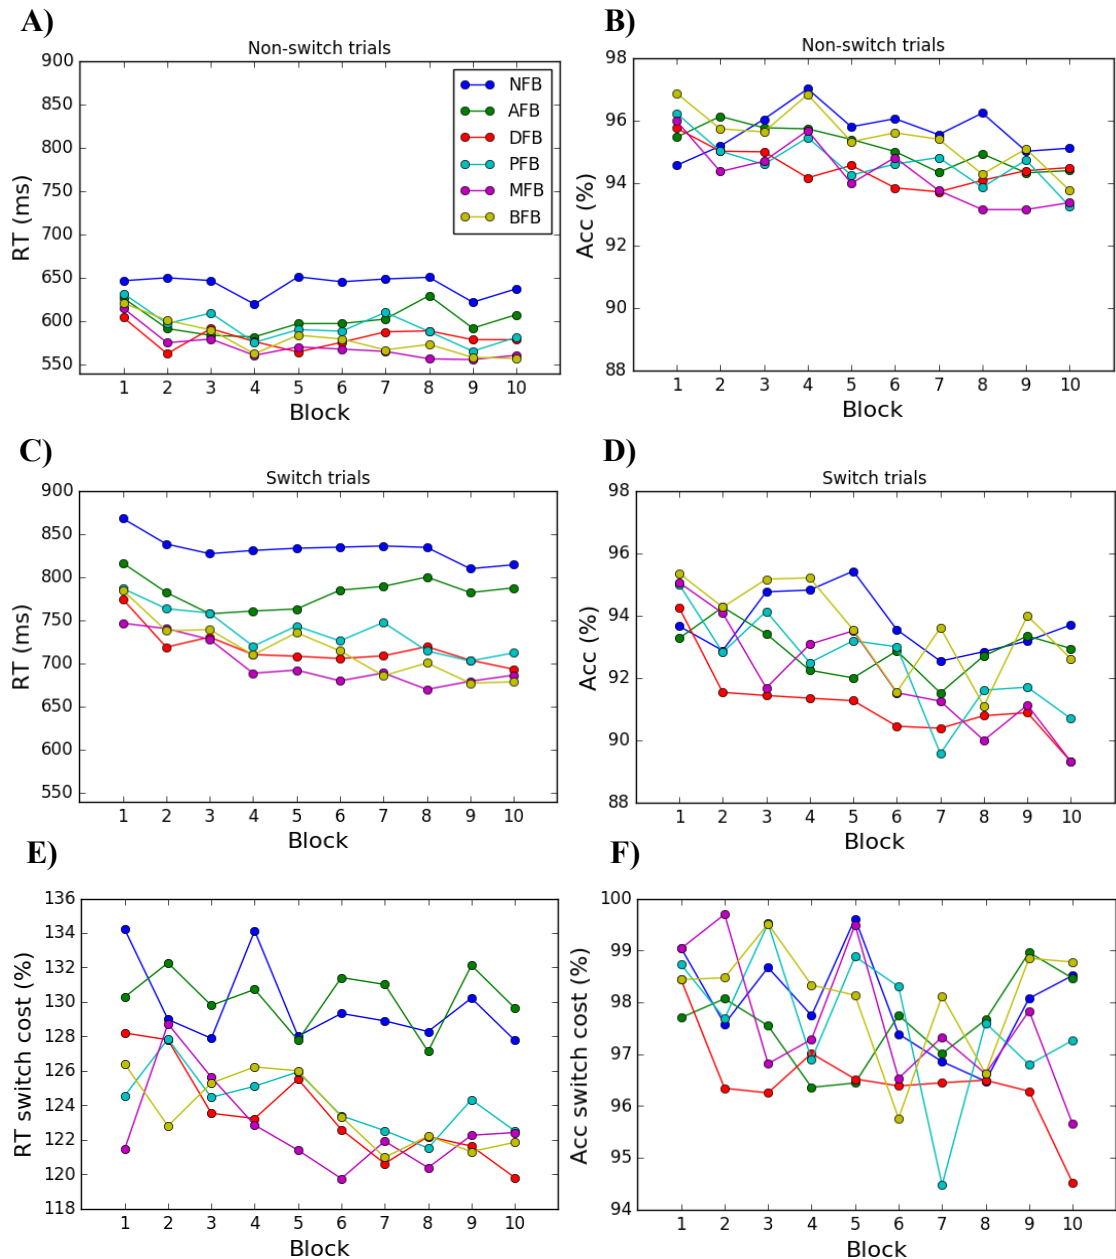 A)
Non-switch trials
900
850
800
750
700
650
600
550
RT (ms)
NFB
AFB
DFB
PFB
MFB
BFB
1 2 3 4 5 6 7 8 9 10
Block
B)
Non-switch trials
98
96
94
92
90
88
Acc (%)
1 2 3 4 5 6 7 8 9 10
Block
C)
Switch trials
900
850
800
750
700
650
600
550
RT (ms)
1 2 3 4 5 6 7 8 9 10
Block
D)
Switch trials
98
96
94
92
90
88
Acc (%)
1 2 3 4 5 6 7 8 9 10
Block
E)
136
134
132
130
128
126
124
122
120
118
RT switch cost (%)
1 2 3 4 5 6 7 8 9 10
Block
F)
100
99
98
97
96
95
94
Acc switch cost (%)
1 2 3 4 5 6 7 8 9 10
Block